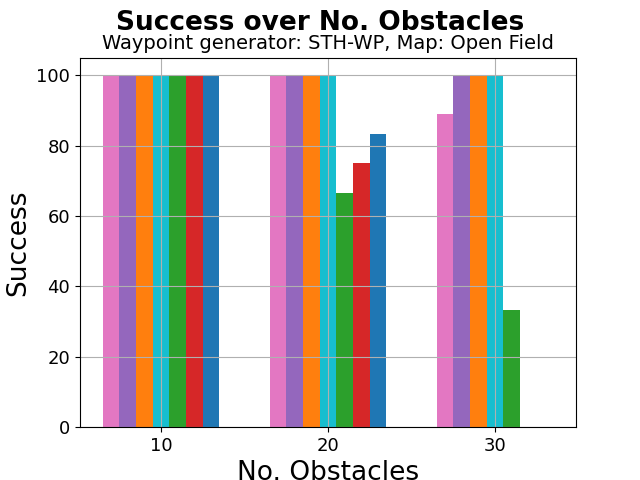 Success over No. Obstacles
Waypoint generator: STH-WP, Map: Open Field
100
80
60
40
20
0
Success
10 20 30
No. Obstacles